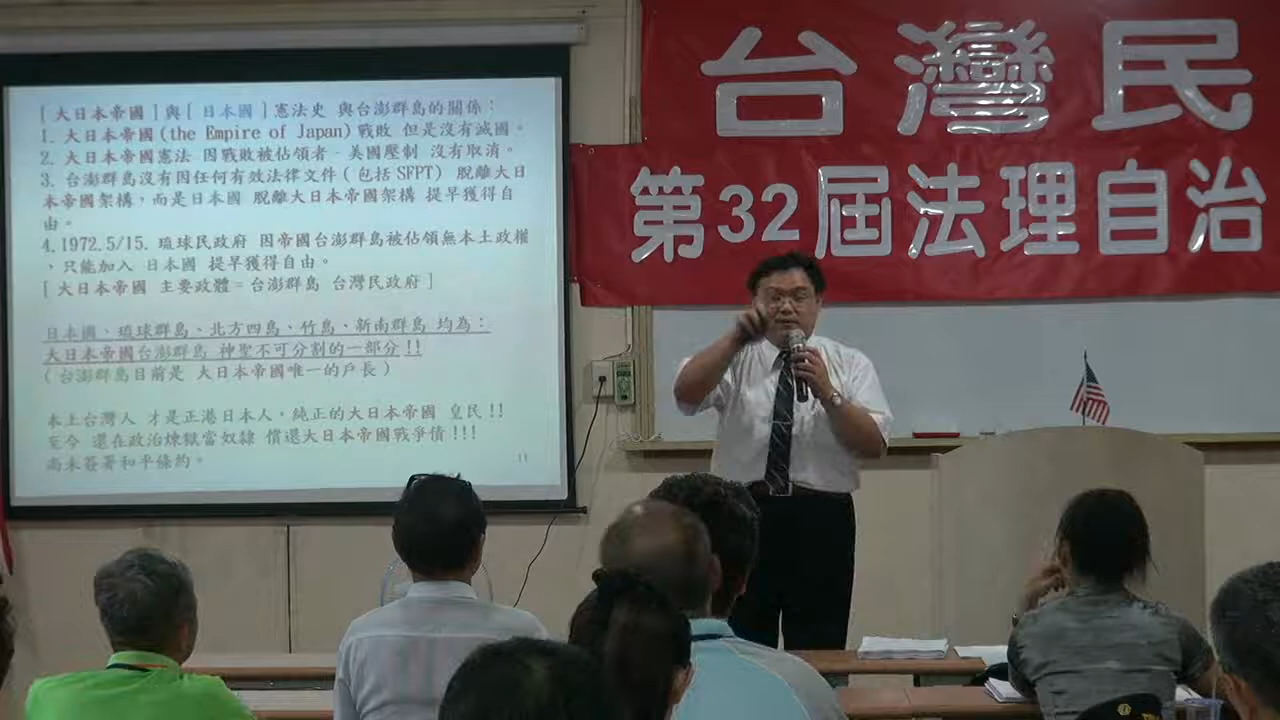 台灣民
第32屆法理自治
[大日本帝國]與[日本國]憲法史 與台澎群島的關係：
1. 大日本帝國(the Empire of Japan)戰敗 但是沒有滅國。
2. 大日本帝國憲法 因戰敗被佔領者－美國壓制 沒有取消。
3. 台澎群島沒有因任何有效法律文件(包括SFPT) 脫離大日
本帝國架構，而是日本國 脫離大日本帝國架構 提早獲得自
由。
4.1972.5/15. 琉球民政府 因帝國台澎群島被佔領無本土政權
，只能加入 日本國 提早獲得自由。
[大日本帝國 主要政體=台澎群島 台灣民政府]
日本國、琉球群島、北方四島、竹島、新南群島 均為：
大日本帝國台澎群島 神聖不可分割的一部分!!
(台澎群島目前是 大日本帝國唯一的戶長)
本土台灣人 才是正港日本人，純正的大日本帝國 皇民!!
至今 還在政治煉獄當奴隸 償還大日本帝國戰爭債!!!
尚未簽署和平條約。
11